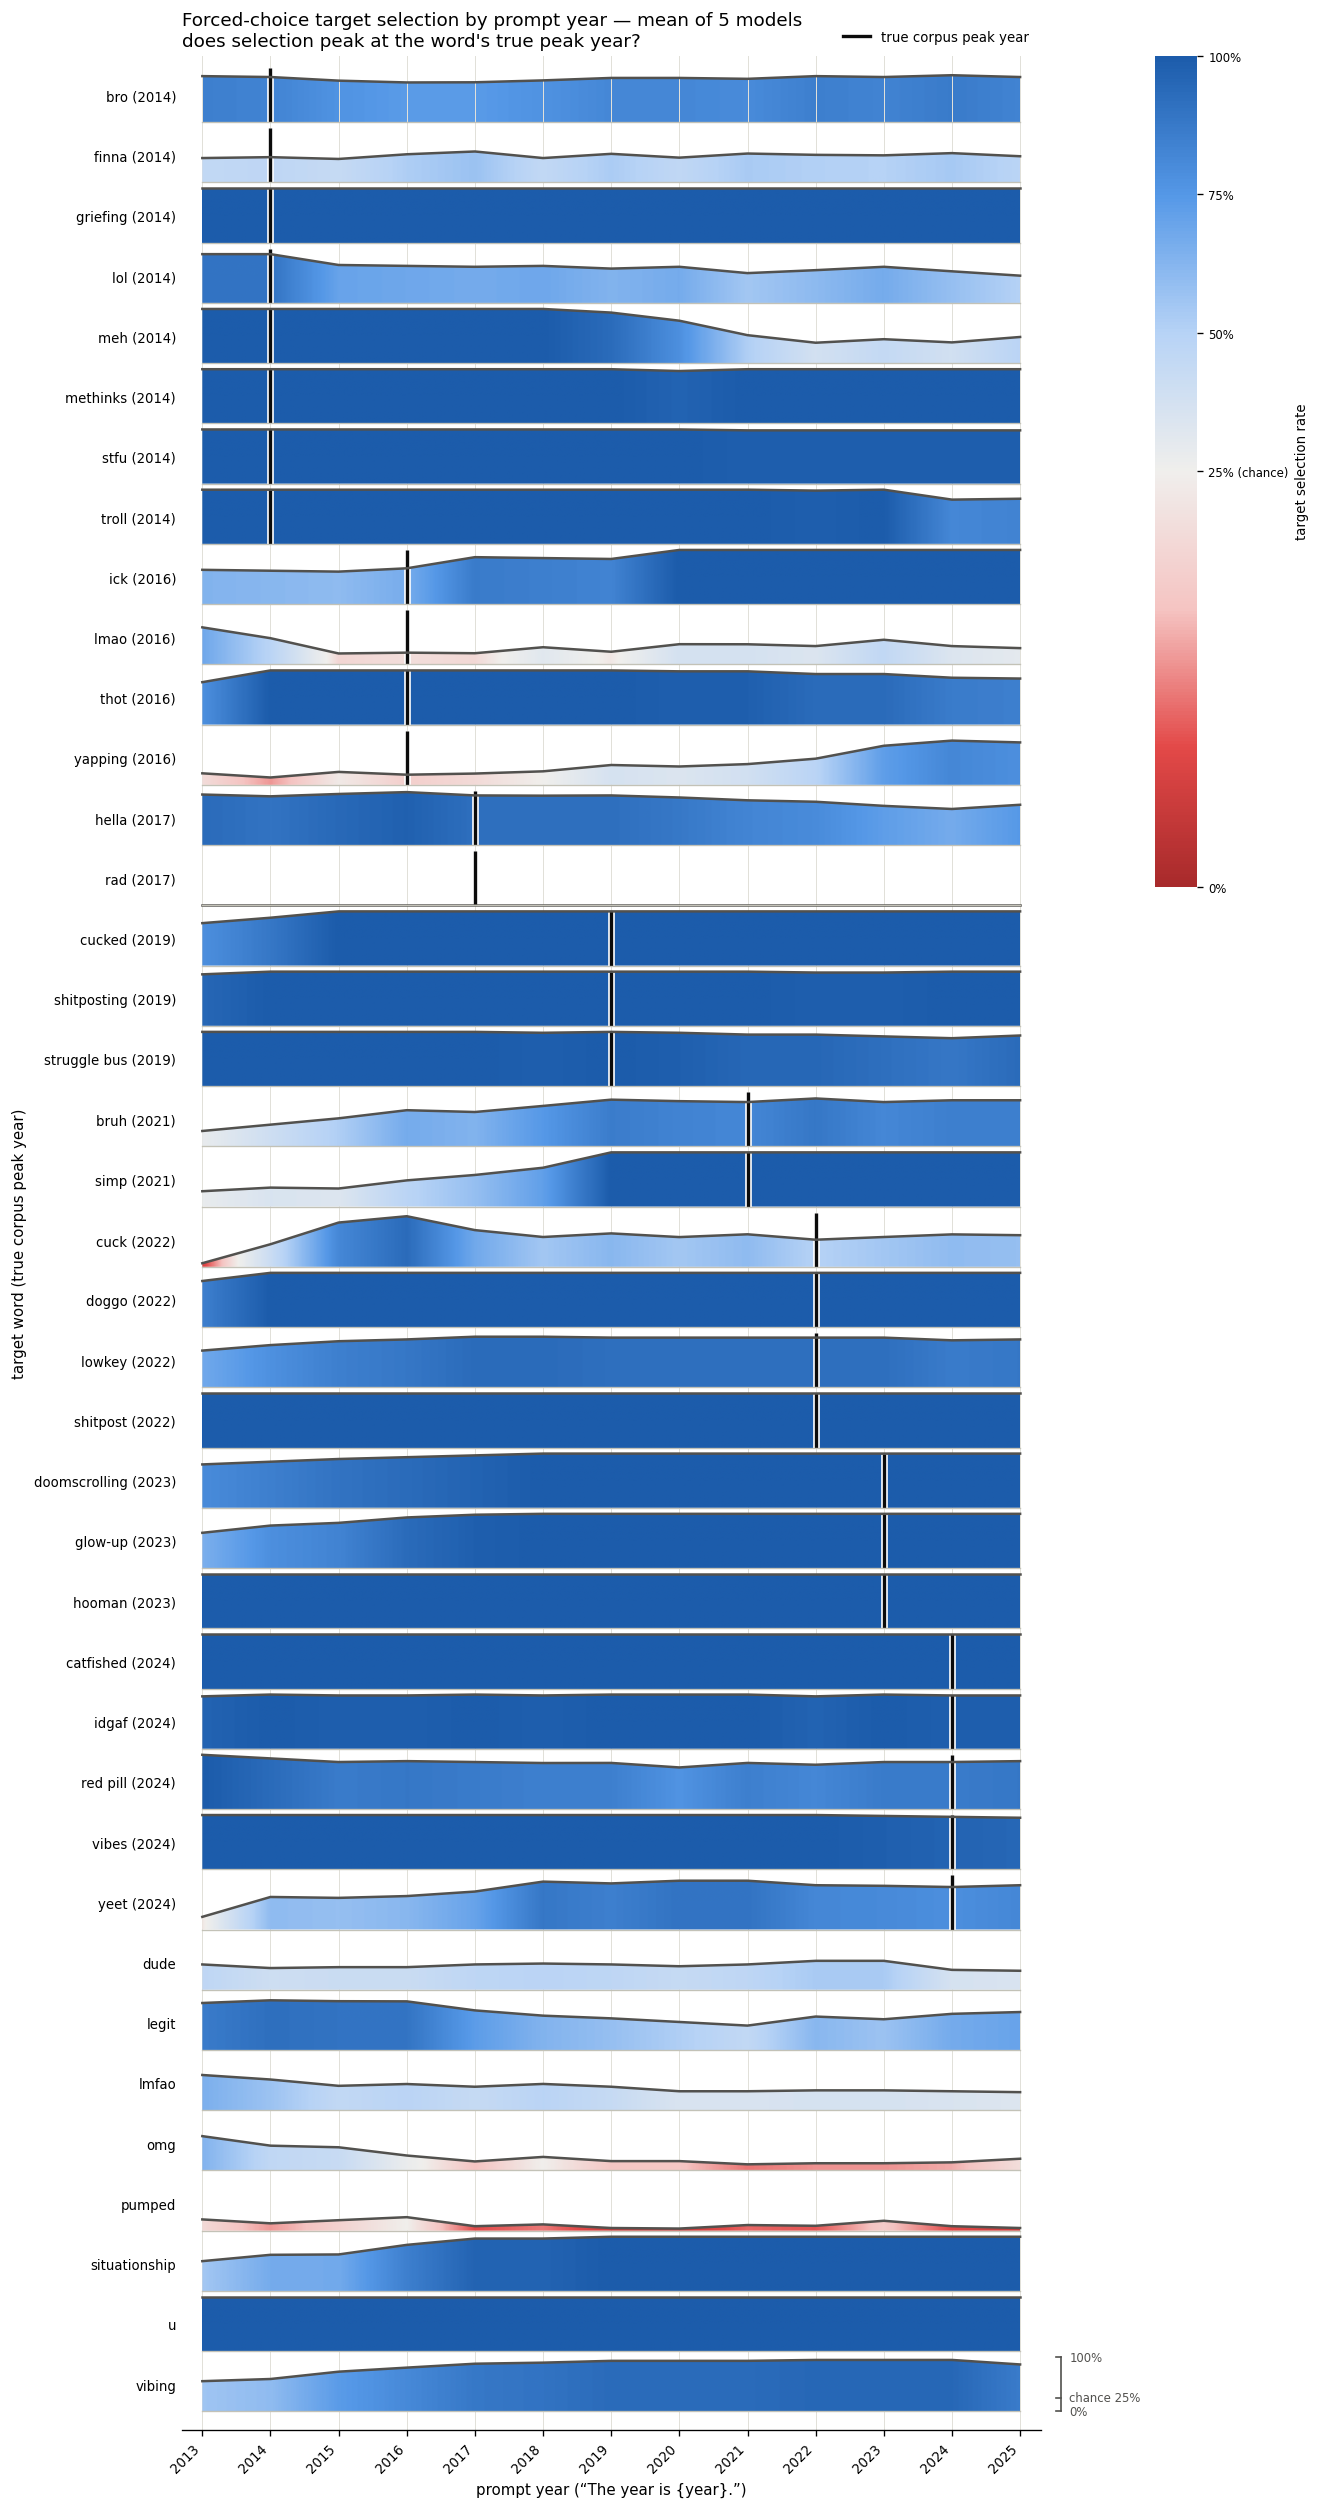 Forced-choice target selection by prompt year — mean of 5 models
does selection peak at the word's true peak year?
true corpus peak year
bro (2014)
finna (2014)
griefing (2014)
lol (2014)
meh (2014)
methinks (2014)
stfu (2014)
troll (2014)
ick (2016)
lmao (2016)
thot (2016)
yapping (2016)
hella (2017)
rad (2017)
cucked (2019)
shitposting (2019)
struggle bus (2019)
bruh (2021)
simp (2021)
cuck (2022)
doggo (2022)
lowkey (2022)
shitpost (2022)
doomscrolling (2023)
glow-up (2023)
hooman (2023)
catfished (2024)
idgaf (2024)
red pill (2024)
vibes (2024)
yeet (2024)
dude
legit
lmfao
omg
pumped
situationship
u
vibing
target word (true corpus peak year)
100%
75%
50%
25% (chance)
0%
target selection rate
100%
chance 25%
0%
2013
2014
2015
2016
2017
2018
2019
2020
2021
2022
2023
2024
2025
prompt year (“The year is {year}.”)